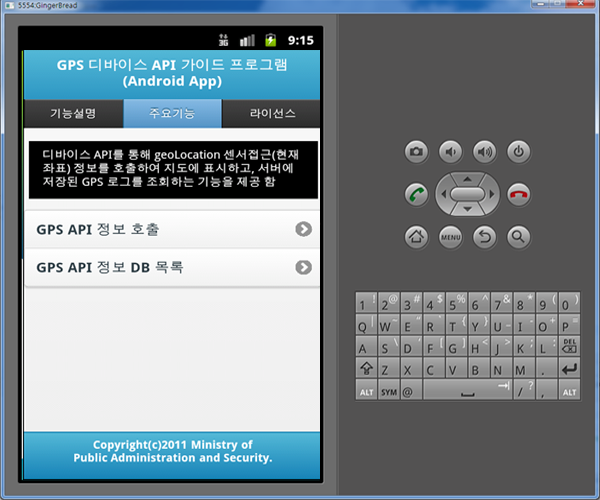 5554:GingerBread
3G
9:15
GPS 디바이스 API 가이드 프로그램
(Android App)
기능설명 주요기능 라이선스
디바이스 API를 통해 geoLocation 센서접근(현재
좌표) 정보를 호출하여 지도에 표시하고, 서버에
저장된 GPS 로그를 조회하는 기능을 제공 함
GPS API 정보 호출
GPS API 정보 DB 목록
Copyright(c)2011 Ministry of
Public Administration and Security.
MENU
1 ! 2 @ 3 # 4 $ 5 % 6 ^ 7 & 8 * 9 ( 0 )
Q | W ~ E " R ` T { Y } U _ I - O + P =
A S \ D ' F [ G ] H < J > K ; L : DEL
Z X C V B N M .
ALT SYM @ / ? , ALT